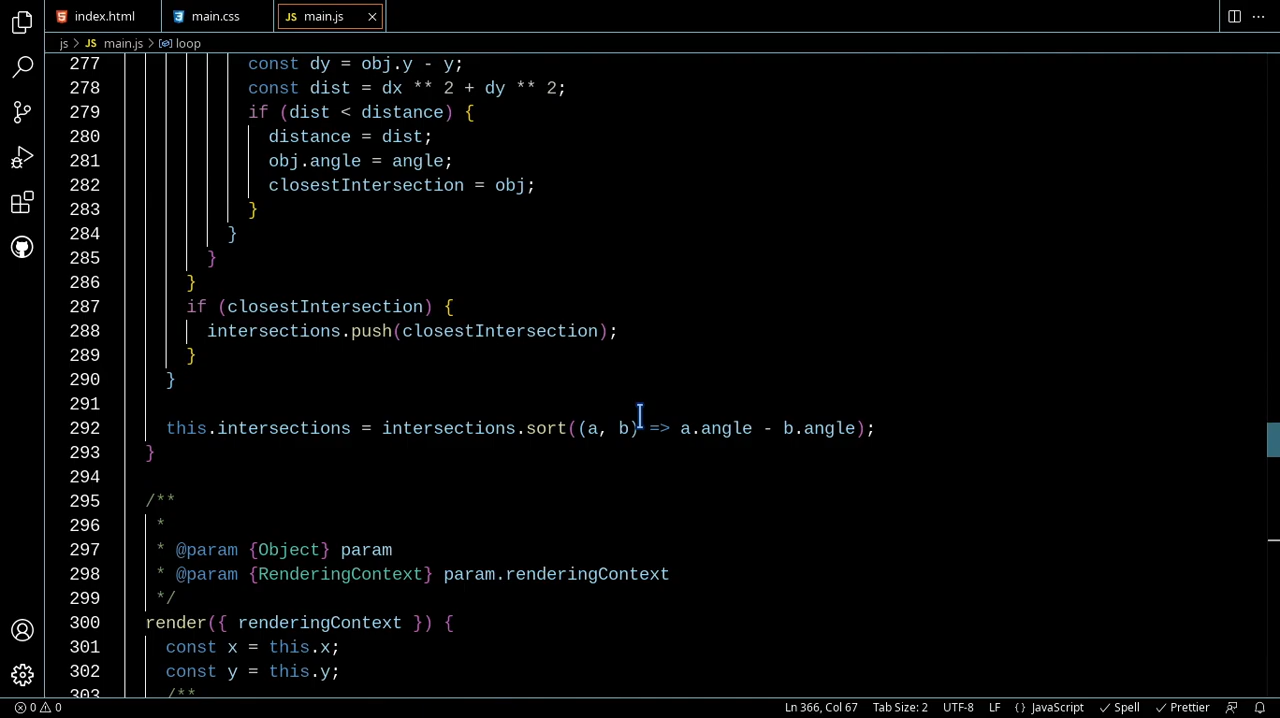 index.html
main.css
JS main.js
js > JS main.js > loop
277 const dy = obj.y - y;
278 const dist = dx ** 2 + dy ** 2;
279 if (dist < distance) {
280 distance = dist;
281 obj.angle = angle;
282 closestIntersection = obj;
283 }
284 }
285 }
286 }
287 if (closestIntersection) {
288 intersections.push(closestIntersection);
289 }
290 }
291
292 this.intersections = intersections.sort((a, b) => a.angle - b.angle);
293 }
294
295 /**
296 *
297 * @param {Object} param
298 * @param {RenderingContext} param.renderingContext
299 */
300 render({ renderingContext }) {
301 const x = this.x;
302 const y = this.y;
303 /**
0 0 Ln 366, Col 67 Tab Size: 2 UTF-8 LF {} JavaScript Spell Prettier